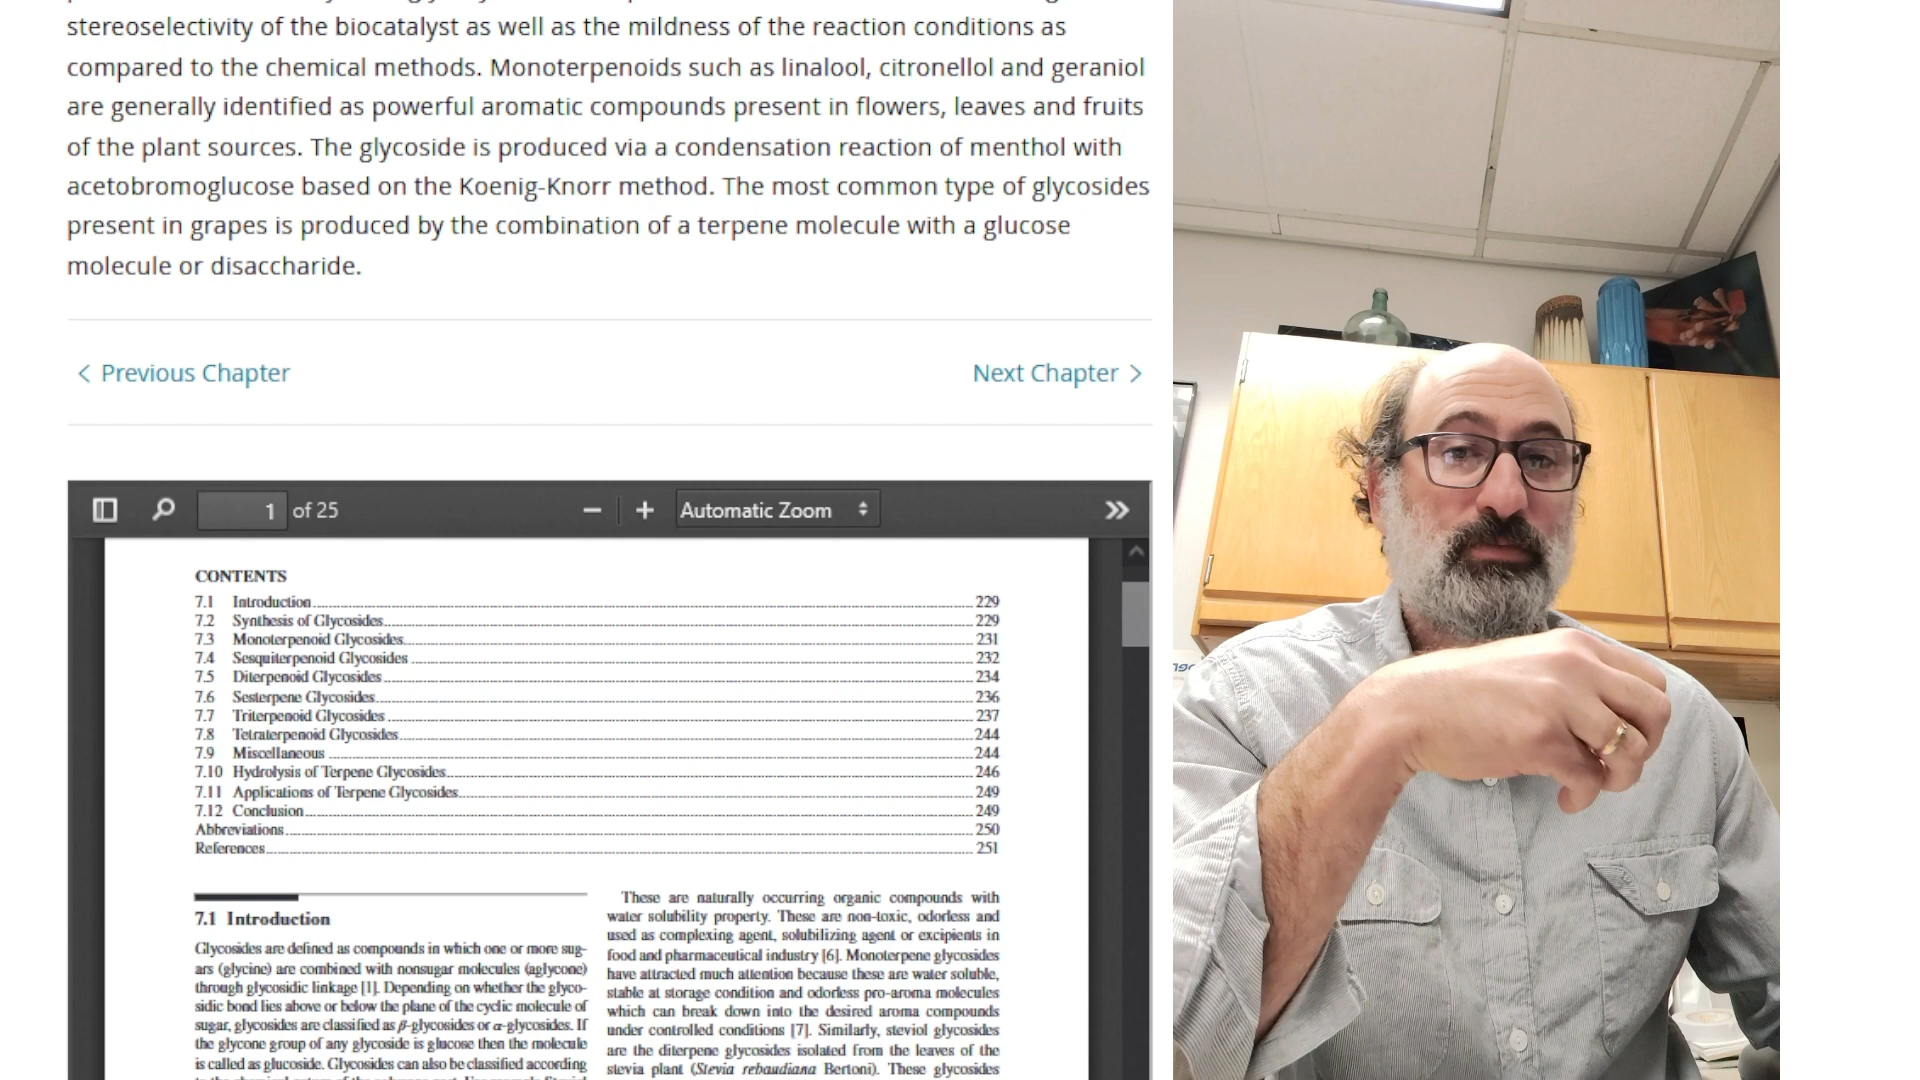 stereoselectivity of the biocatalyst as well as the mildness of the reaction conditions as
compared to the chemical methods. Monoterpenoids such as linalool, citronellol and geraniol
are generally identified as powerful aromatic compounds present in flowers, leaves and fruits
of the plant sources. The glycoside is produced via a condensation reaction of menthol with
acetobromoglucose based on the Koenig-Knorr method. The most common type of glycosides
present in grapes is produced by the combination of a terpene molecule with a glucose
molecule or disaccharide.
< Previous Chapter
Next Chapter >
1 of 25
Automatic Zoom
CONTENTS
7.1 Introduction 229
7.2 Synthesis of Glycosides 229
7.3 Monoterpenoid Glycosides 231
7.4 Sesquiterpenoid Glycosides 232
7.5 Diterpenoid Glycosides 234
7.6 Sesterpene Glycosides 236
7.7 Triterpenoid Glycosides 237
7.8 Tetraterpenoid Glycosides 244
7.9 Miscellaneous 244
7.10 Hydrolysis of Terpene Glycosides 246
7.11 Applications of Terpene Glycosides 249
7.12 Conclusion 249
Abbreviations 250
References 251
7.1 Introduction
Glycosides are defined as compounds in which one or more sug-
ars (glycine) are combined with nonsugar molecules (aglycone)
through glycosidic linkage [1]. Depending on whether the glyco-
sidic bond lies above or below the plane of the cyclic molecule of
sugar, glycosides are classified as β-glycosides or α-glycosides. If
the glycone group of any glycoside is glucose then the molecule
is called as glucoside. Glycosides can also be classified according
These are naturally occurring organic compounds with
water solubility property. These are non-toxic, odorless and
used as complexing agent, solubilizing agent or excipients in
food and pharmaceutical industry [6]. Monoterpene glycosides
have attracted much attention because these are water soluble,
stable at storage condition and odorless pro-aroma molecules
which can break down into the desired aroma compounds
under controlled conditions [7]. Similarly, steviol glycosides
are the diterpene glycosides isolated from the leaves of the
stevia plant (Stevia rebaudiana Bertoni). These glycosides